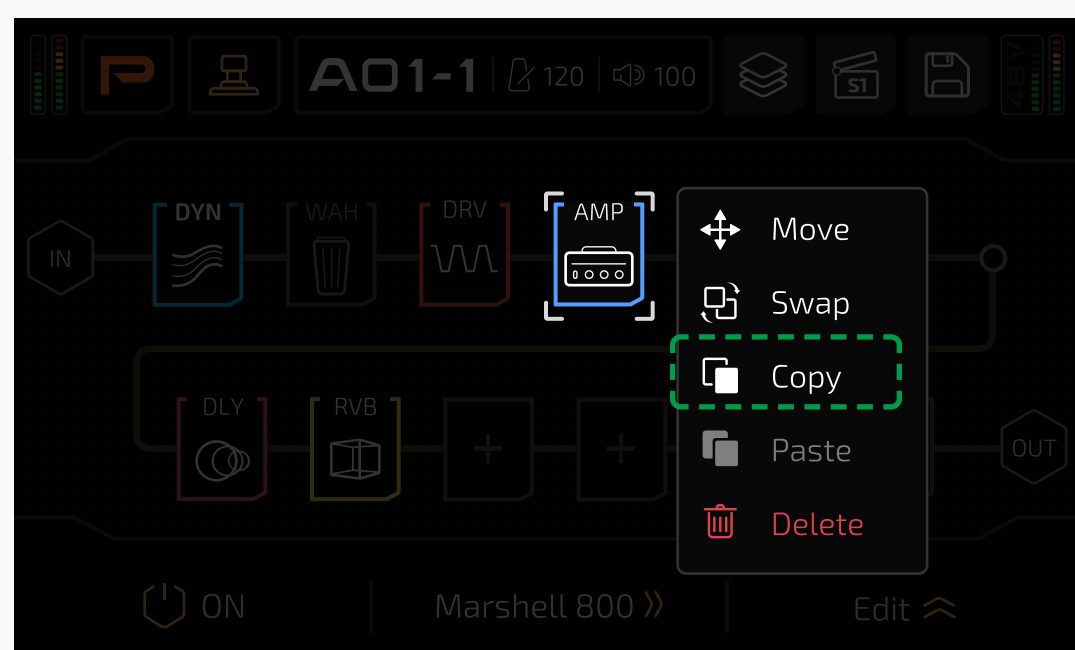 A01-1 120 100 S1 48V
DYN WAH DRV AMP
IN
Move
Swap
Copy
Paste
Delete
DLY RVB
OUT
ON Marshell 800 Edit